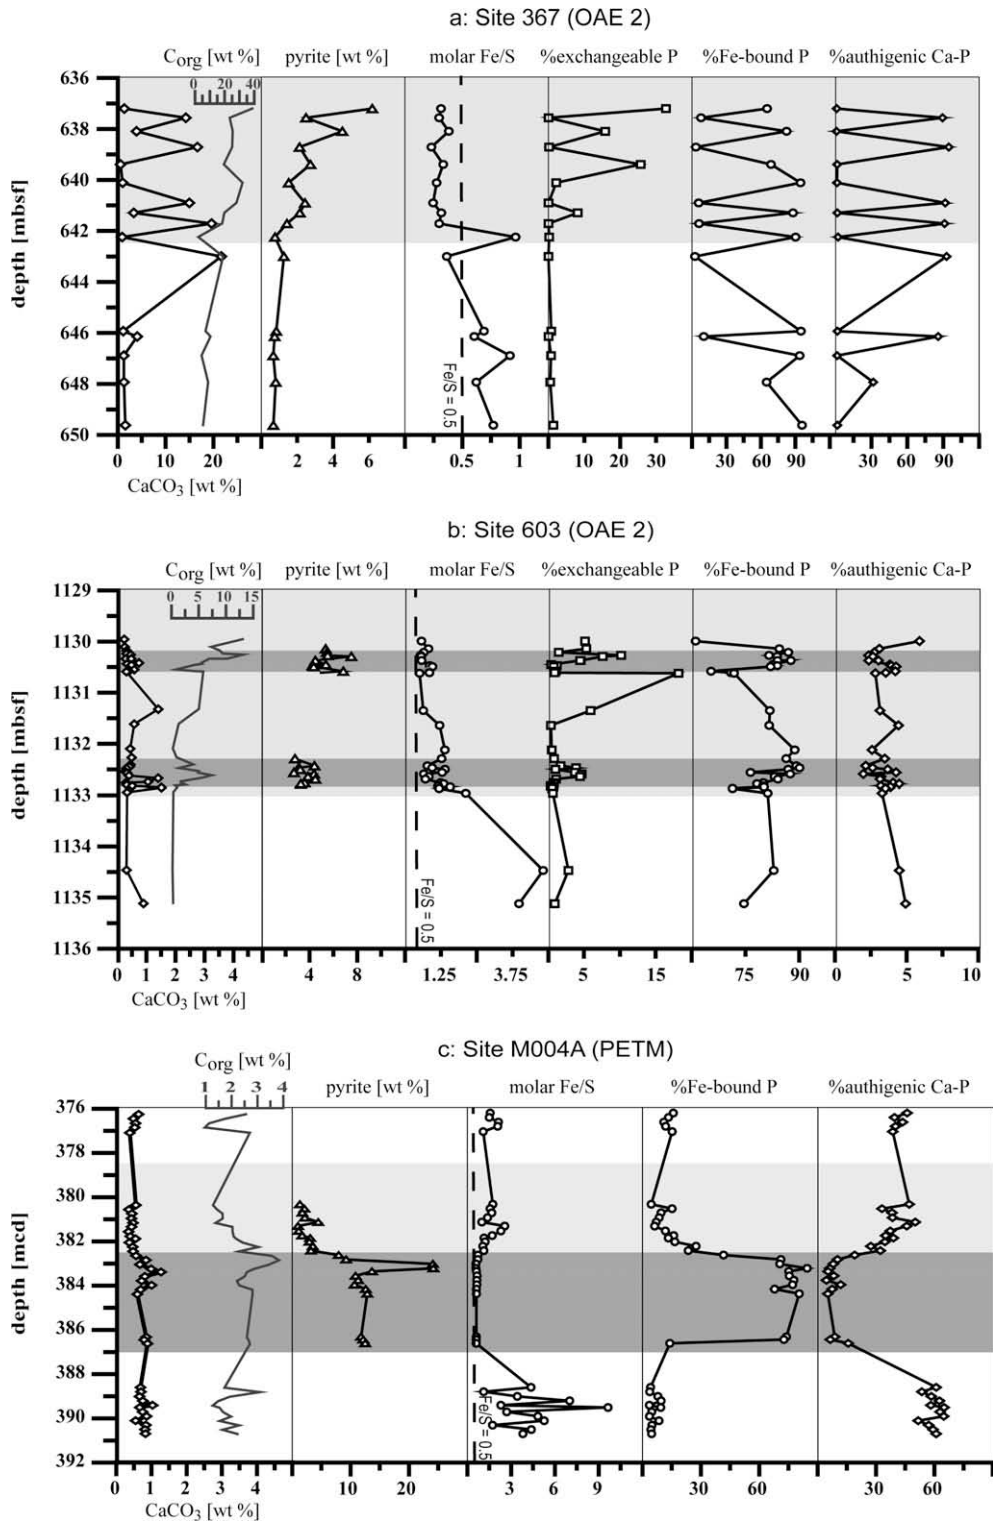 a: Site 367 (OAE 2)
Corg [wt %] pyrite [wt %] molar Fe/S %exchangeable P %Fe-bound P %authigenic Ca-P
0 20 40
636
638
640
642
644
646
648
650
depth [mbsf]
Fe/S = 0.5
0 10 20 2 4 6 0.5 1 10 20 30 30 60 90 30 60 90
CaCO3 [wt %]
b: Site 603 (OAE 2)
Corg [wt %] pyrite [wt %] molar Fe/S %exchangeable P %Fe-bound P %authigenic Ca-P
0 5 10 15
1129
1130
1131
1132
1133
1134
1135
1136
depth [mbsf]
Fe/S = 0.5
0 1 2 3 4 4 8 1.25 3.75 5 15 75 90 0 5 10
CaCO3 [wt %]
c: Site M004A (PETM)
Corg [wt %]
pyrite [wt %] molar Fe/S %Fe-bound P %authigenic Ca-P
1 2 3 4
376
378
380
382
384
386
388
390
392
depth [mcd]
Fe/S = 0.5
0 1 2 3 4 10 20 3 6 9 30 60 30 60
CaCO3 [wt %]